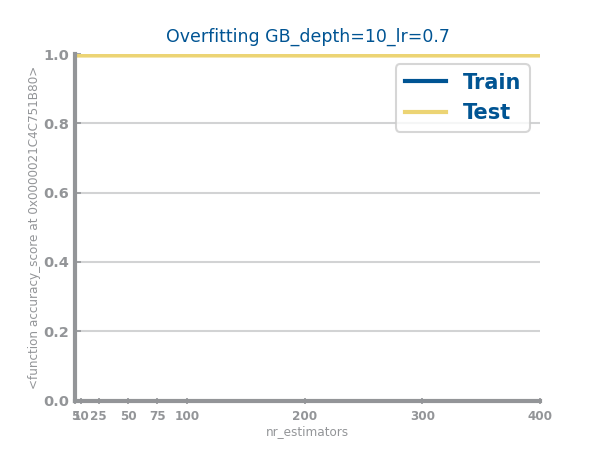 Overfitting GB_depth=10_lr=0.7
<function accuracy_score at 0x0000021C4C751B80>
1.0
0.8
0.6
0.4
0.2
0.0
Train
Test
5 10 25 50 75 100 200 300 400
nr_estimators